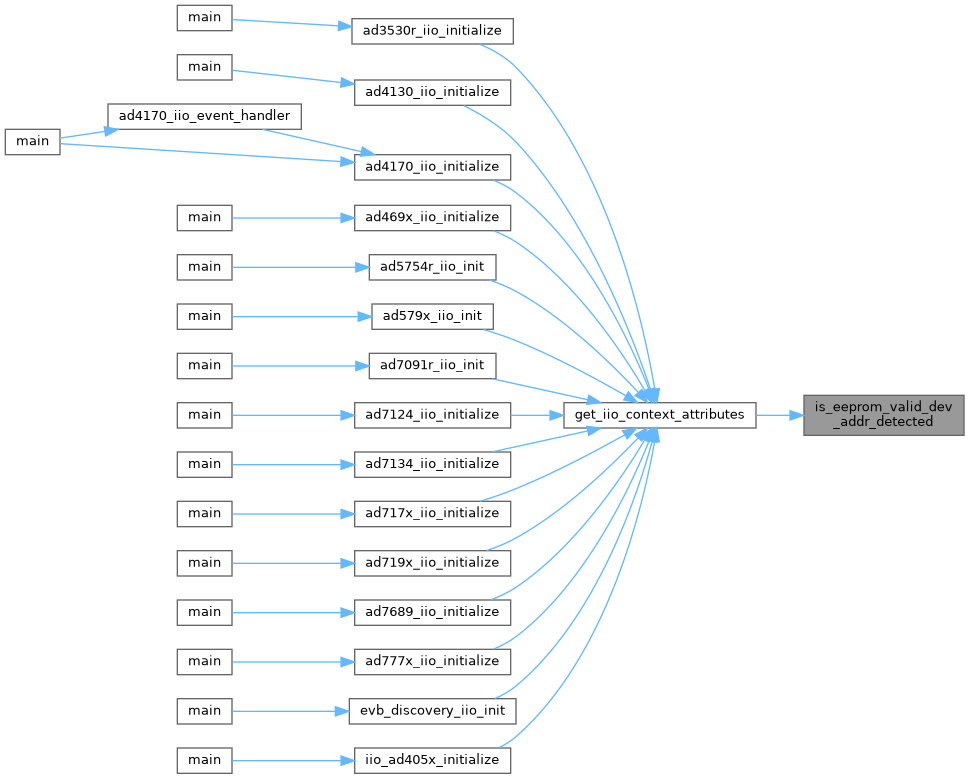 main
ad3530r_iio_initialize
main
ad4130_iio_initialize
ad4170_iio_event_handler
main
ad4170_iio_initialize
main
ad469x_iio_initialize
main
ad5754r_iio_init
main
ad579x_iio_init
main
ad7091r_iio_init
main
ad7124_iio_initialize
get_iio_context_attributes
is_eeprom_valid_dev
_addr_detected
main
ad7134_iio_initialize
main
ad717x_iio_initialize
main
ad719x_iio_initialize
main
ad7689_iio_initialize
main
ad777x_iio_initialize
main
evb_discovery_iio_init
main
iio_ad405x_initialize